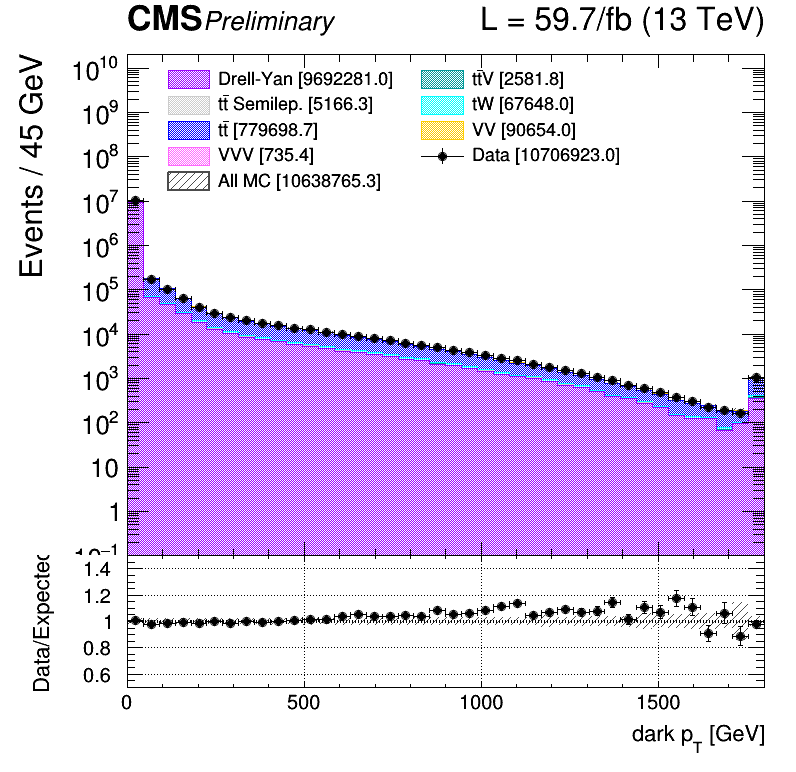 CMS Preliminary L = 59.7/fb (13 TeV)
Events / 45 GeV
10^10
10^9
10^8
10^7
10^6
10^5
10^4
10^3
10^2
10
1
10^−1
Drell-Yan [9692281.0]
tt̄ Semilep. [5166.3]
tt̄ [779698.7]
VVV [735.4]
All MC [10638765.3]
tt̄V [2581.8]
tW [67648.0]
VV [90654.0]
Data [10706923.0]
Data/Expected
1.4
1.2
1
0.8
0.6
0 500 1000 1500
dark p_T [GeV]